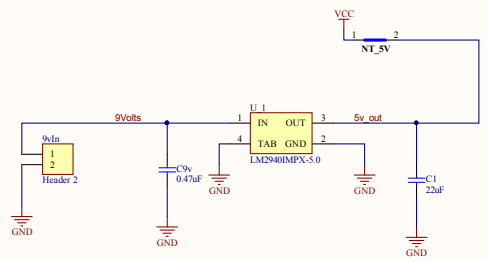 VCC
1 2
NT_5V
U_1
9Volts 1 IN OUT 3 5v_out
4 TAB GND 2
LM2940IMPX-5.0
9vIn
1
2
Header 2
C9v
0.47uF
C1
22uF
GND
GND
GND
GND
GND